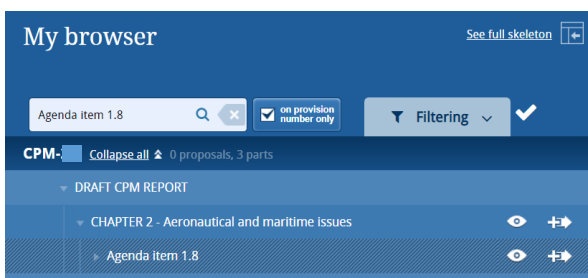 My browser
See full skeleton
Agenda item 1.8
on provision
number only
Filtering
CPM- Collapse all 0 proposals, 3 parts
DRAFT CPM REPORT
CHAPTER 2 - Aeronautical and maritime issues
Agenda item 1.8